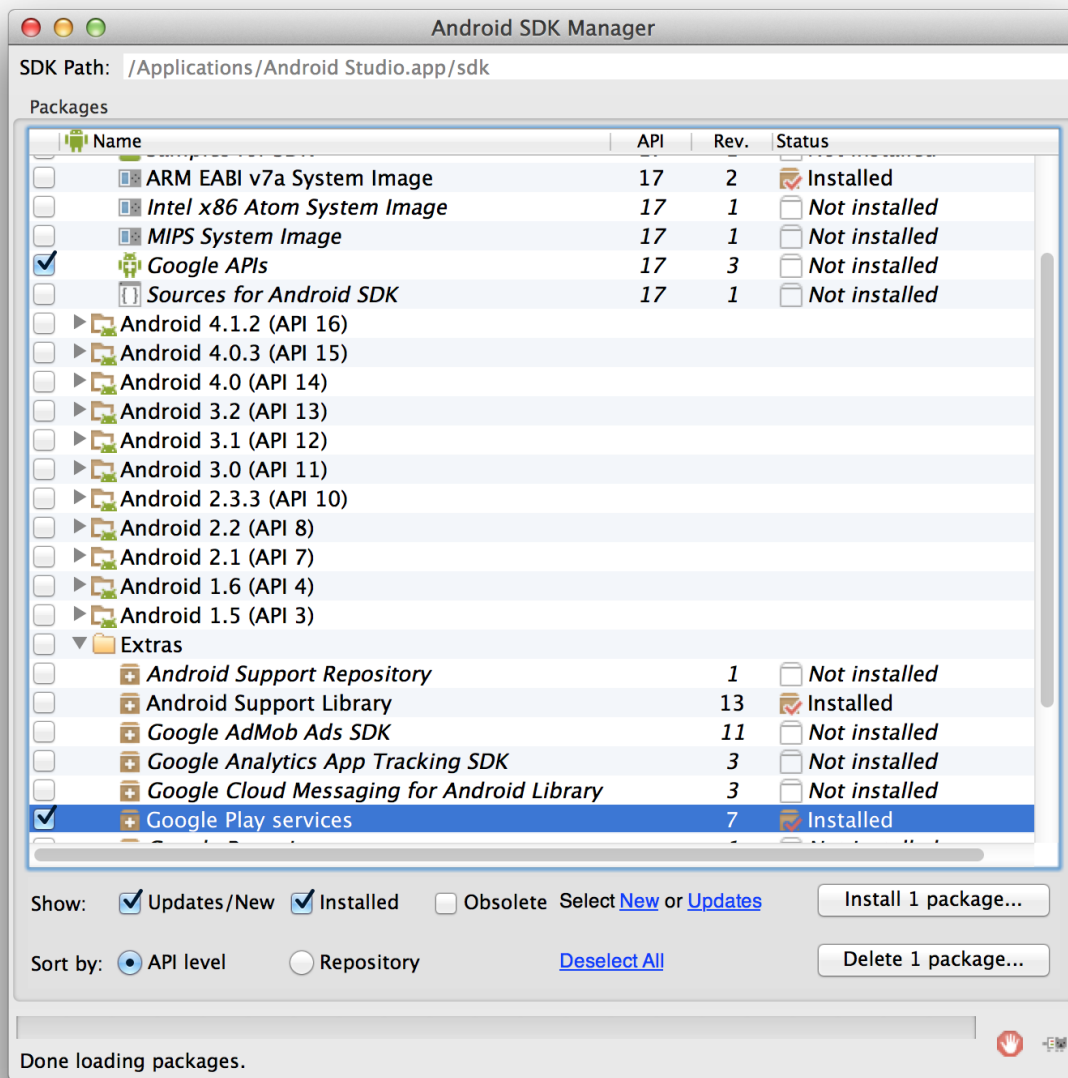 Android SDK Manager
SDK Path: /Applications/Android Studio.app/sdk
Packages
Name API Rev. Status
ARM EABI v7a System Image 17 2 Installed
Intel x86 Atom System Image 17 1 Not installed
MIPS System Image 17 1 Not installed
Google APIs 17 3 Not installed
Sources for Android SDK 17 1 Not installed
Android 4.1.2 (API 16)
Android 4.0.3 (API 15)
Android 4.0 (API 14)
Android 3.2 (API 13)
Android 3.1 (API 12)
Android 3.0 (API 11)
Android 2.3.3 (API 10)
Android 2.2 (API 8)
Android 2.1 (API 7)
Android 1.6 (API 4)
Android 1.5 (API 3)
Extras
Android Support Repository 1 Not installed
Android Support Library 13 Installed
Google AdMob Ads SDK 11 Not installed
Google Analytics App Tracking SDK 3 Not installed
Google Cloud Messaging for Android Library 3 Not installed
Google Play services 7 Installed
Show: Updates/New Installed Obsolete Select New or Updates Install 1 package...
Sort by: API level Repository Deselect All Delete 1 package...
Done loading packages.